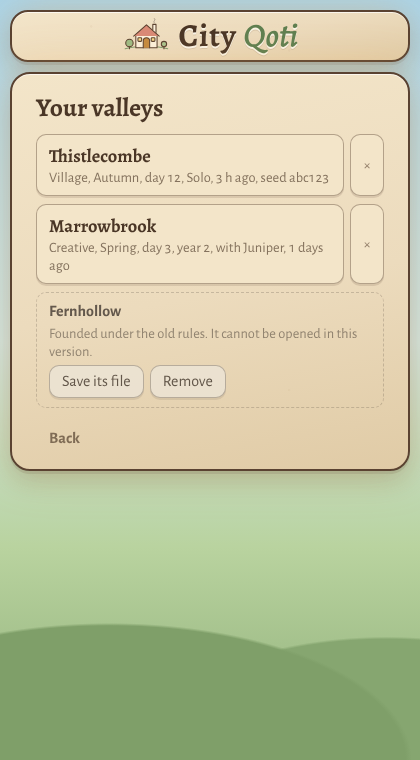 City Qoti
Your valleys
Thistlecombe
Village, Autumn, day 12, Solo, 3 h ago, seed abc123
×
Marrowbrook
Creative, Spring, day 3, year 2, with Juniper, 1 days
ago
×
Fernhollow
Founded under the old rules. It cannot be opened in this
version.
Save its file
Remove
Back